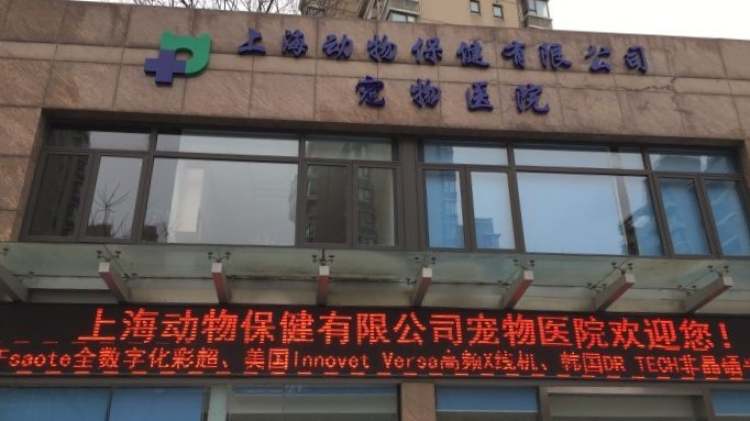 上海动物保健有限公司
宠物医院
上海动物保健有限公司宠物医院欢迎您!
Esaote全数字化彩超、美国Innovet Versa高频X线机、韩国DR TECH非晶硒